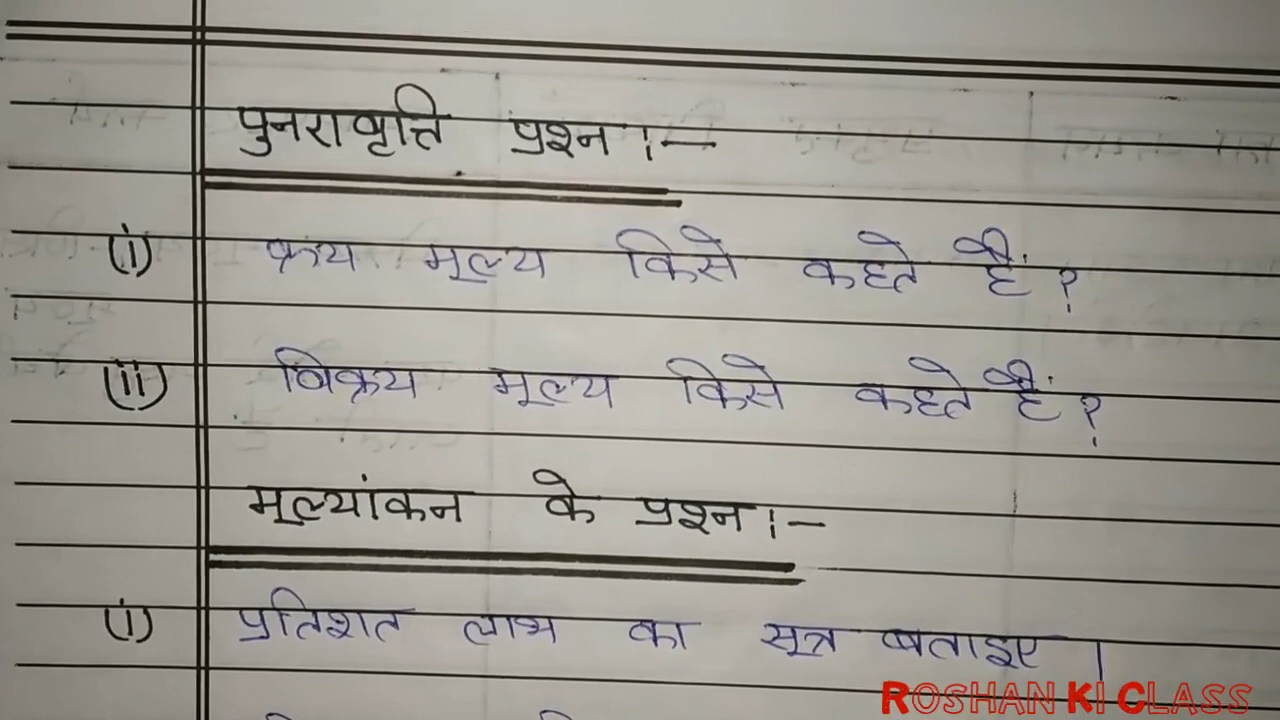 पुनरावृत्ति प्रश्न।—
(i) क्रय मूल्य किसे कहते हैं?
(ii) विक्रय मूल्य किसे कहते हैं?
मूल्यांकन के प्रश्न।—
(i) प्रतिशत लाभ का सूत्र बताइए।
ROSHAN KI CLASS